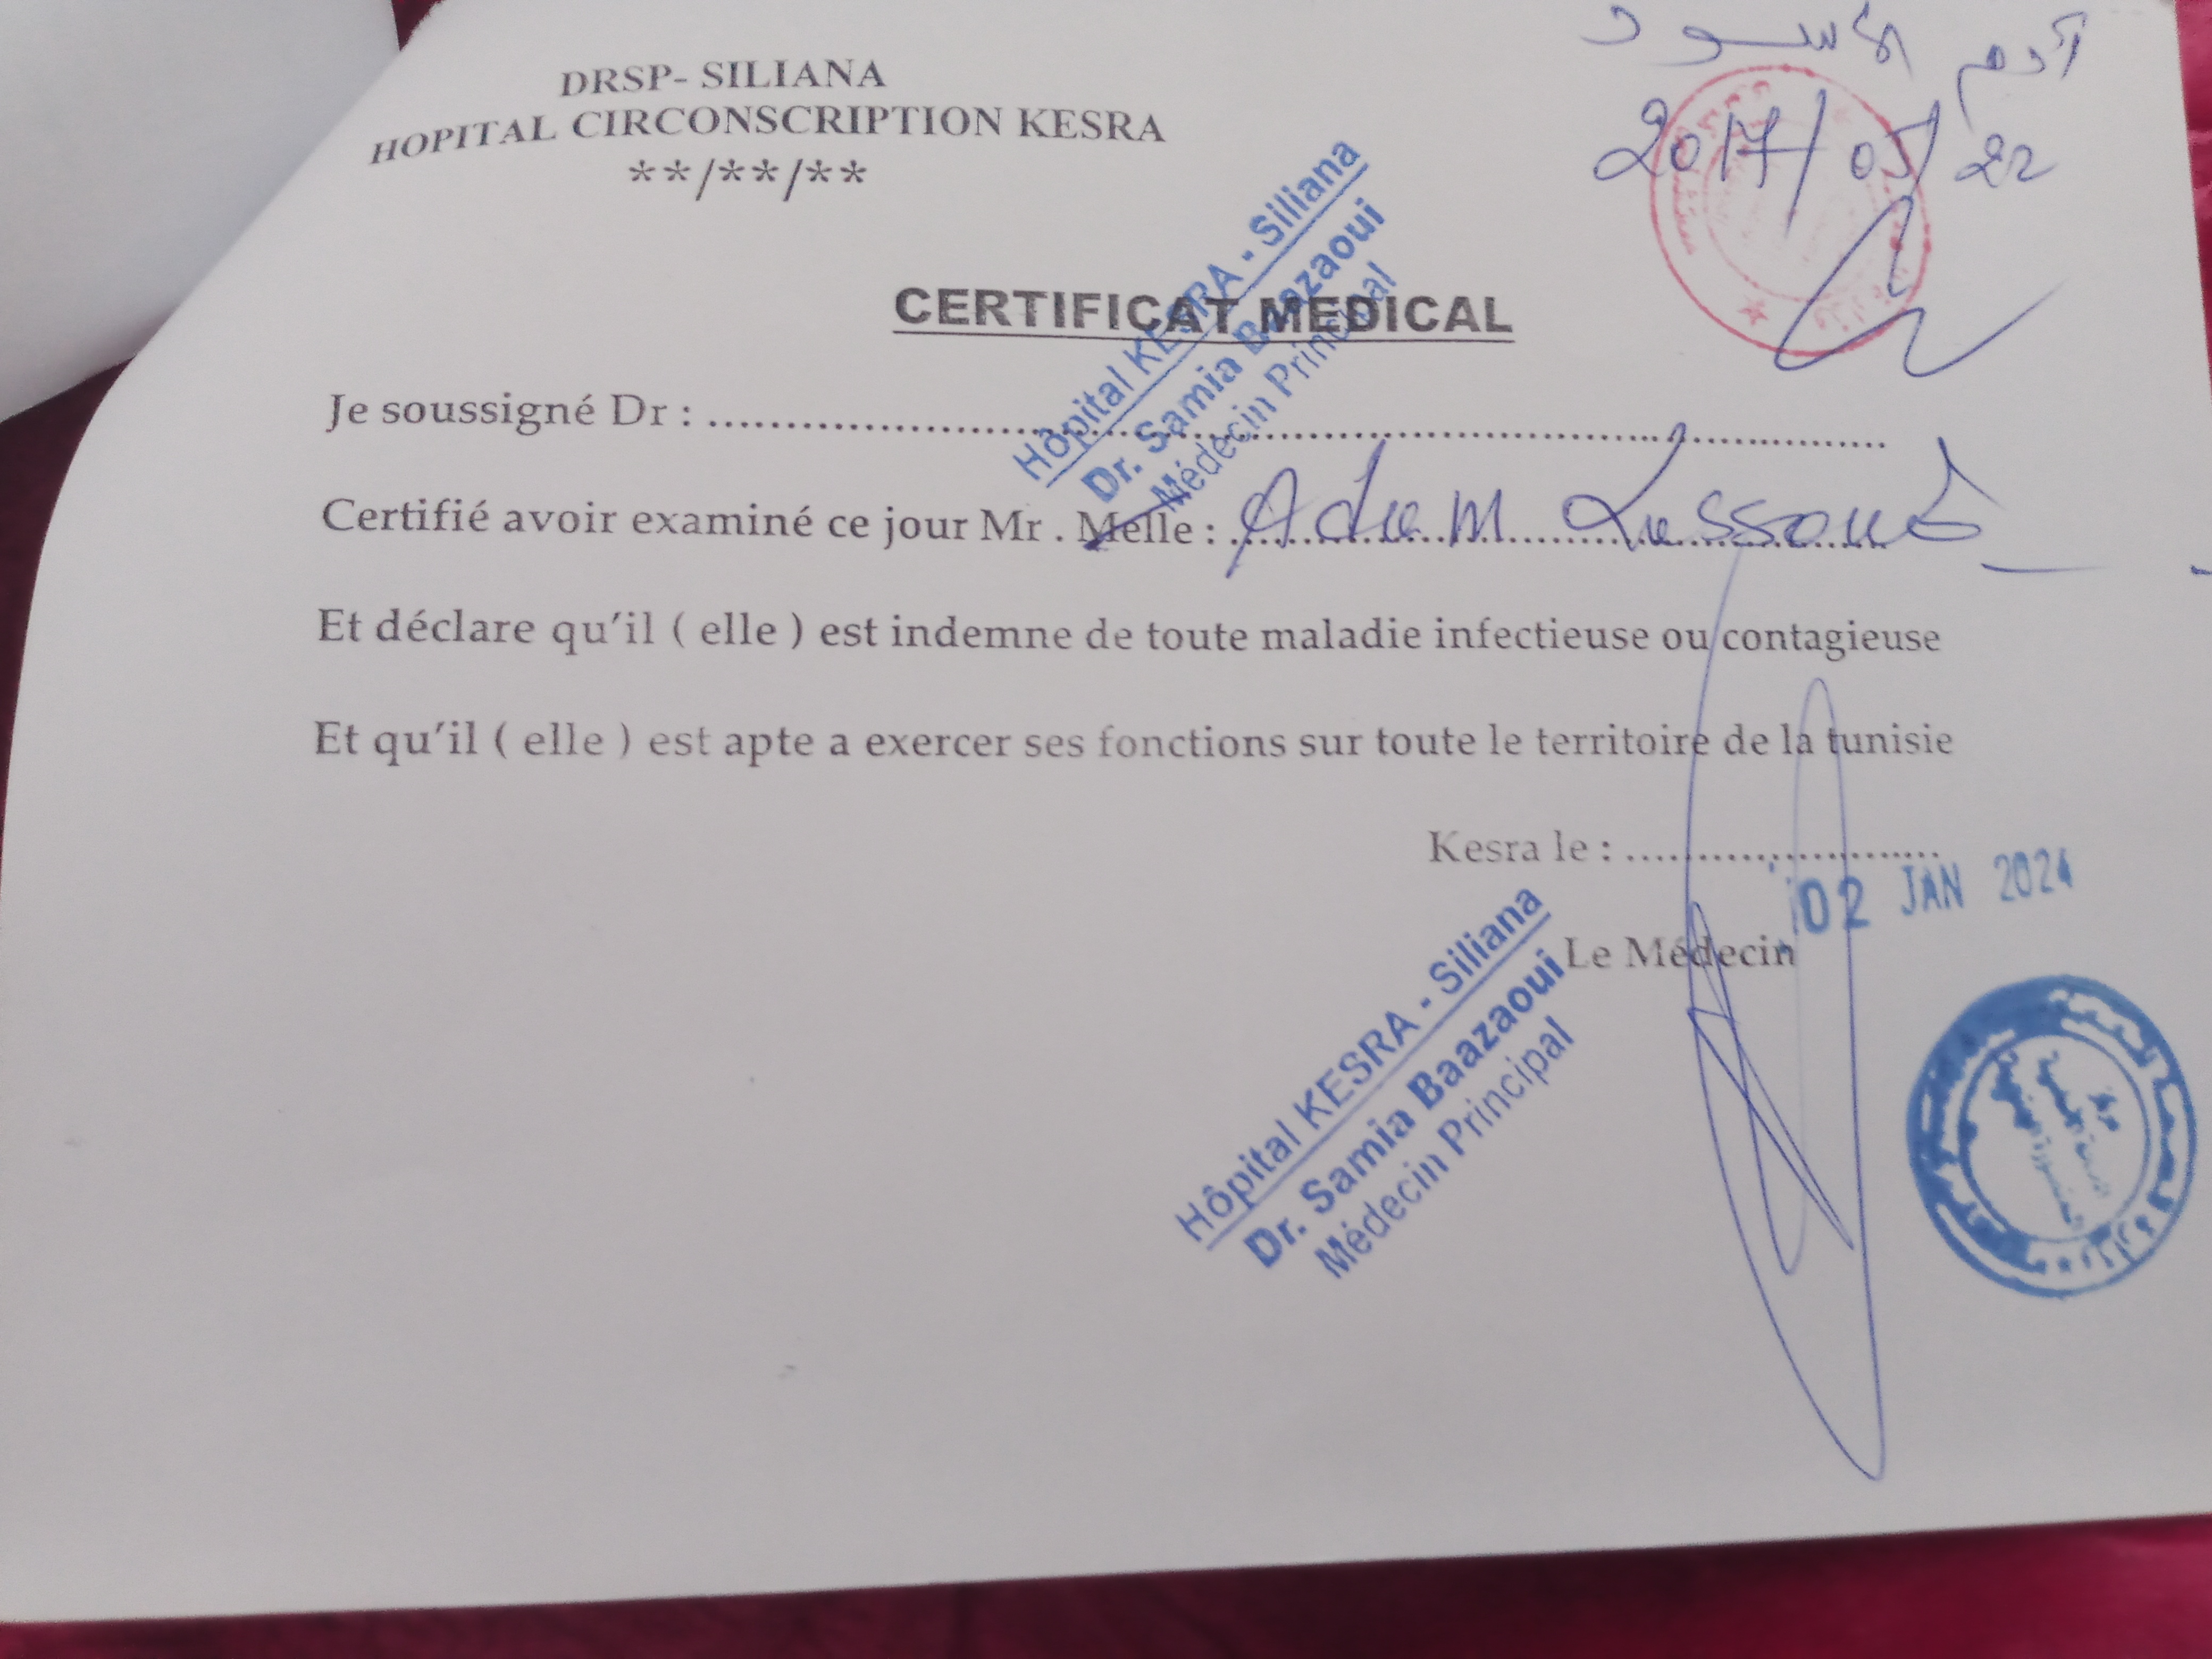 آدم الأسود
2017/05/22
DRSP- SILIANA
HOPITAL CIRCONSCRIPTION KESRA
**/**/**
CERTIFICAT MEDICAL
Hôpital KESRA - Siliana
Dr. Samia Baazaoui
Médecin Principal
Je soussigné Dr : ........................................................................
Certifié avoir examiné ce jour Mr . Melle : Adam Lassoued
Et déclare qu'il ( elle ) est indemne de toute maladie infectieuse ou contagieuse
Et qu'il ( elle ) est apte a exercer ses fonctions sur toute le territoire de la tunisie
Kesra le : ........................
02 JAN 2024
Le Médecin
Hôpital KESRA - Siliana
Dr. Samia Baazaoui
Médecin Principal